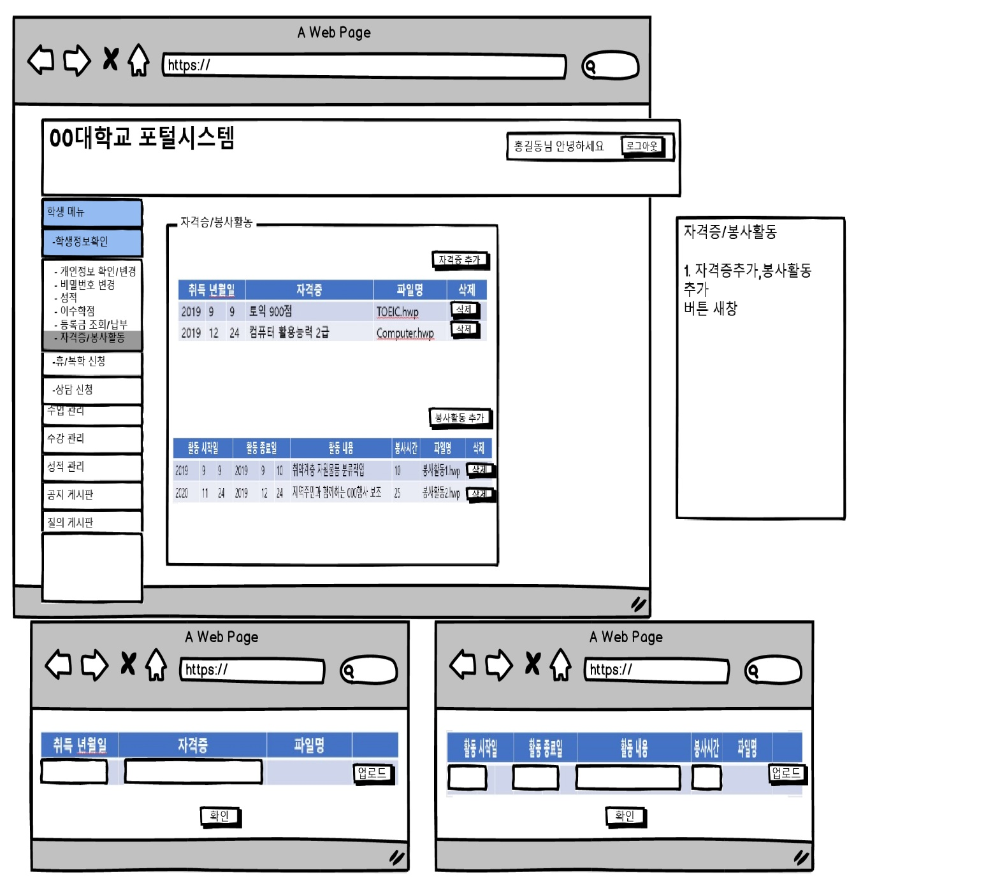 A Web Page
https://
00대학교 포털시스템
홍길동님 안녕하세요 로그아웃
학생 메뉴
-학생정보확인
- 개인정보 확인/변경
- 비밀번호 변경
- 성적
- 이수학점
- 등록금 조회/납부
- 자격증/봉사활동
-휴/복학 신청
-상담 신청
수업 관리
수강 관리
성적 관리
공지 게시판
질의 게시판
자격증/봉사활동
자격증 추가
취득 년월일 자격증 파일명 삭제
2019 9 9 토익 900점 TOEIC.hwp 삭제
2019 12 24 컴퓨터 활용능력 2급 Computer.hwp 삭제
봉사활동 추가
활동 시작일 활동 종료일 활동 내용 봉사시간 파일명 삭제
2019 9 9 2019 9 10 취약계층 지원물품 분류작업 10 봉사활동1.hwp 삭제
2020 11 24 2019 12 24 지역주민과 함께하는 000행사 보조 25 봉사활동2.hwp 삭제
자격증/봉사활동
1. 자격증추가,봉사활동
추가
버튼 새창
A Web Page
https://
취득 년월일 자격증 파일명
업로드
확인
A Web Page
https://
활동 시작일 활동 종료일 활동 내용 봉사시간 파일명
업로드
확인